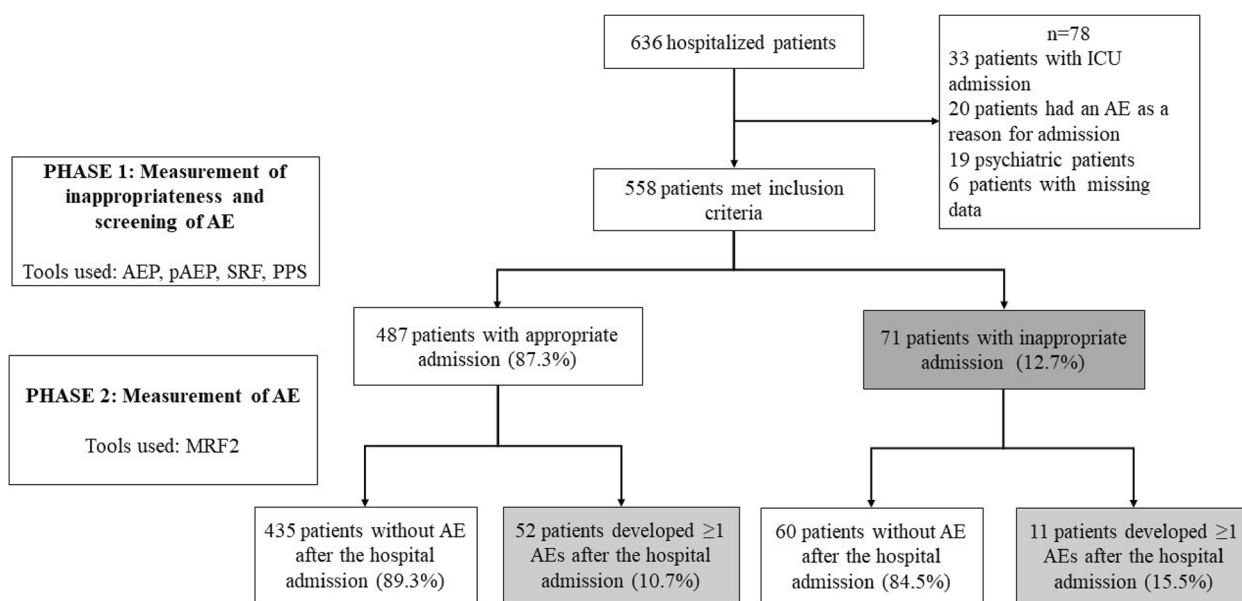 636 hospitalized patients
n=78
33 patients with ICU
admission
20 patients had an AE as a
reason for admission
19 psychiatric patients
6 patients with missing
data
PHASE 1: Measurement of
inappropriateness and
screening of AE
Tools used: AEP, pAEP, SRF, PPS
558 patients met inclusion
criteria
487 patients with appropriate
admission (87.3%)
71 patients with inappropriate
admission (12.7%)
PHASE 2: Measurement of AE
Tools used: MRF2
435 patients without AE
after the hospital
admission (89.3%)
52 patients developed ≥1
AEs after the hospital
admission (10.7%)
60 patients without AE
after the hospital
admission (84.5%)
11 patients developed ≥1
AEs after the hospital
admission (15.5%)